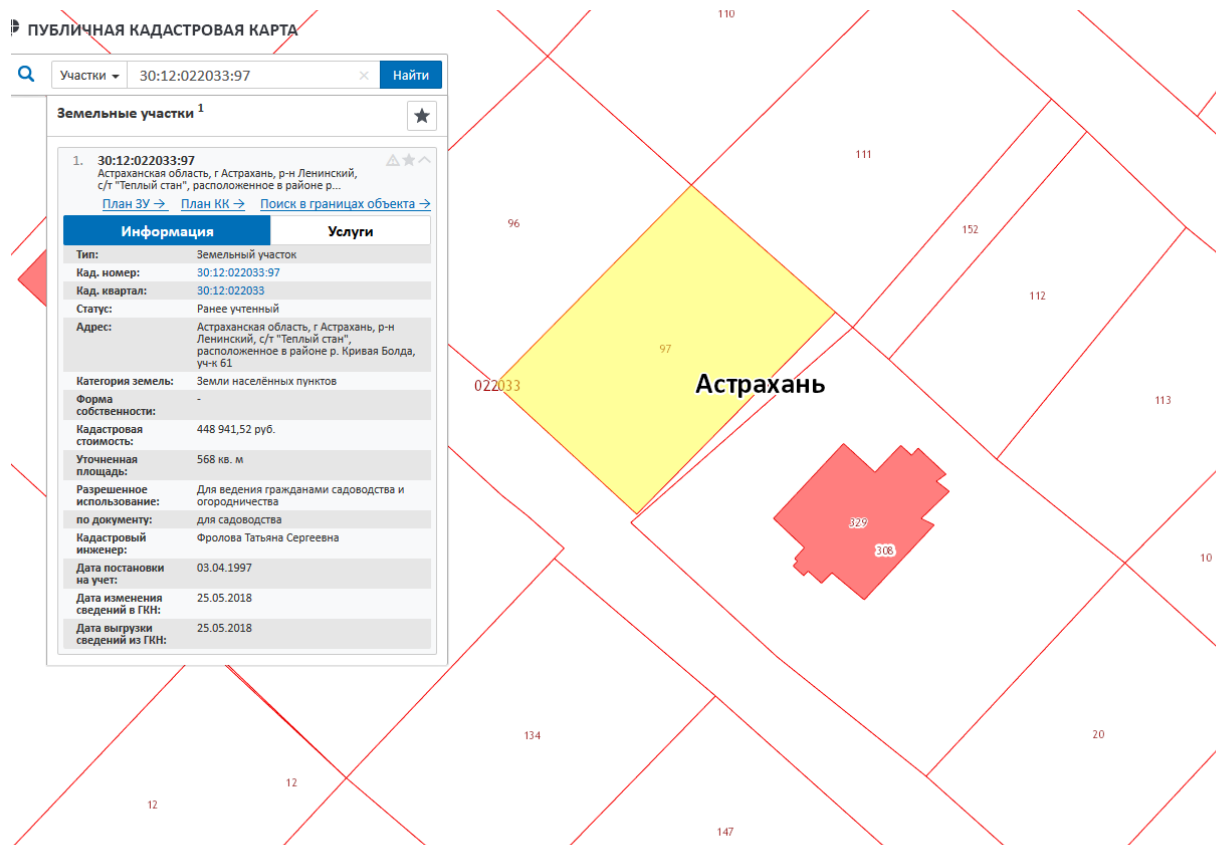 ПУБЛИЧНАЯ КАДАСТРОВАЯ КАРТА
Участки 30:12:022033:97 Найти
Земельные участки 1
1. 30:12:022033:97
Астраханская область, г Астрахань, р-н Ленинский,
с/т "Теплый стан", расположенное в районе р...
План ЗУ → План КК → Поиск в границах объекта →
Информация Услуги
Тип: Земельный участок
Кад. номер: 30:12:022033:97
Кад. квартал: 30:12:022033
Статус: Ранее учтенный
Адрес: Астраханская область, г Астрахань, р-н
Ленинский, с/т "Теплый стан",
расположенное в районе р. Кривая Болда,
уч-к 61
Категория земель: Земли населённых пунктов
Форма -
собственности:
Кадастровая 448 941,52 руб.
стоимость:
Уточненная 568 кв. м
площадь:
Разрешенное Для ведения гражданами садоводства и
использование: огородничества
по документу: для садоводства
Кадастровый Фролова Татьяна Сергеевна
инженер:
Дата постановки 03.04.1997
на учет:
Дата изменения 25.05.2018
сведений в ГКН:
Дата выгрузки 25.05.2018
сведений из ГКН:
110
111
96
152
112
97
022033
Астрахань
113
329
308
10
134
20
12
12
147